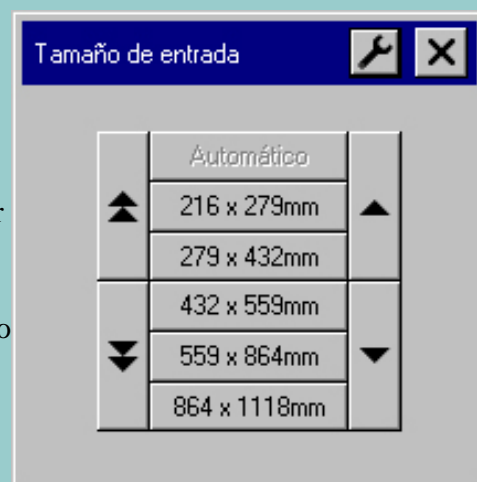 Tamaño de entrada
Automático
216 x 279mm
279 x 432mm
432 x 559mm
559 x 864mm
864 x 1118mm
r
o